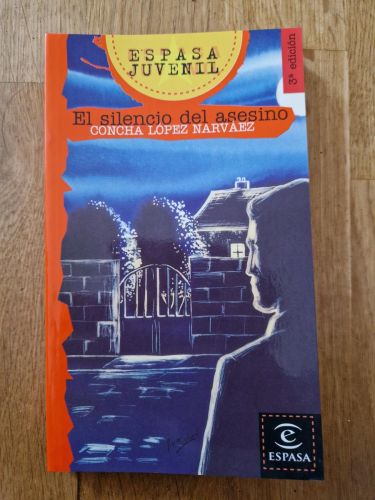 ESPASA
JUVENIL
3ª edición
El silencio del asesino
CONCHA LÓPEZ NARVÁEZ
e
ESPASA